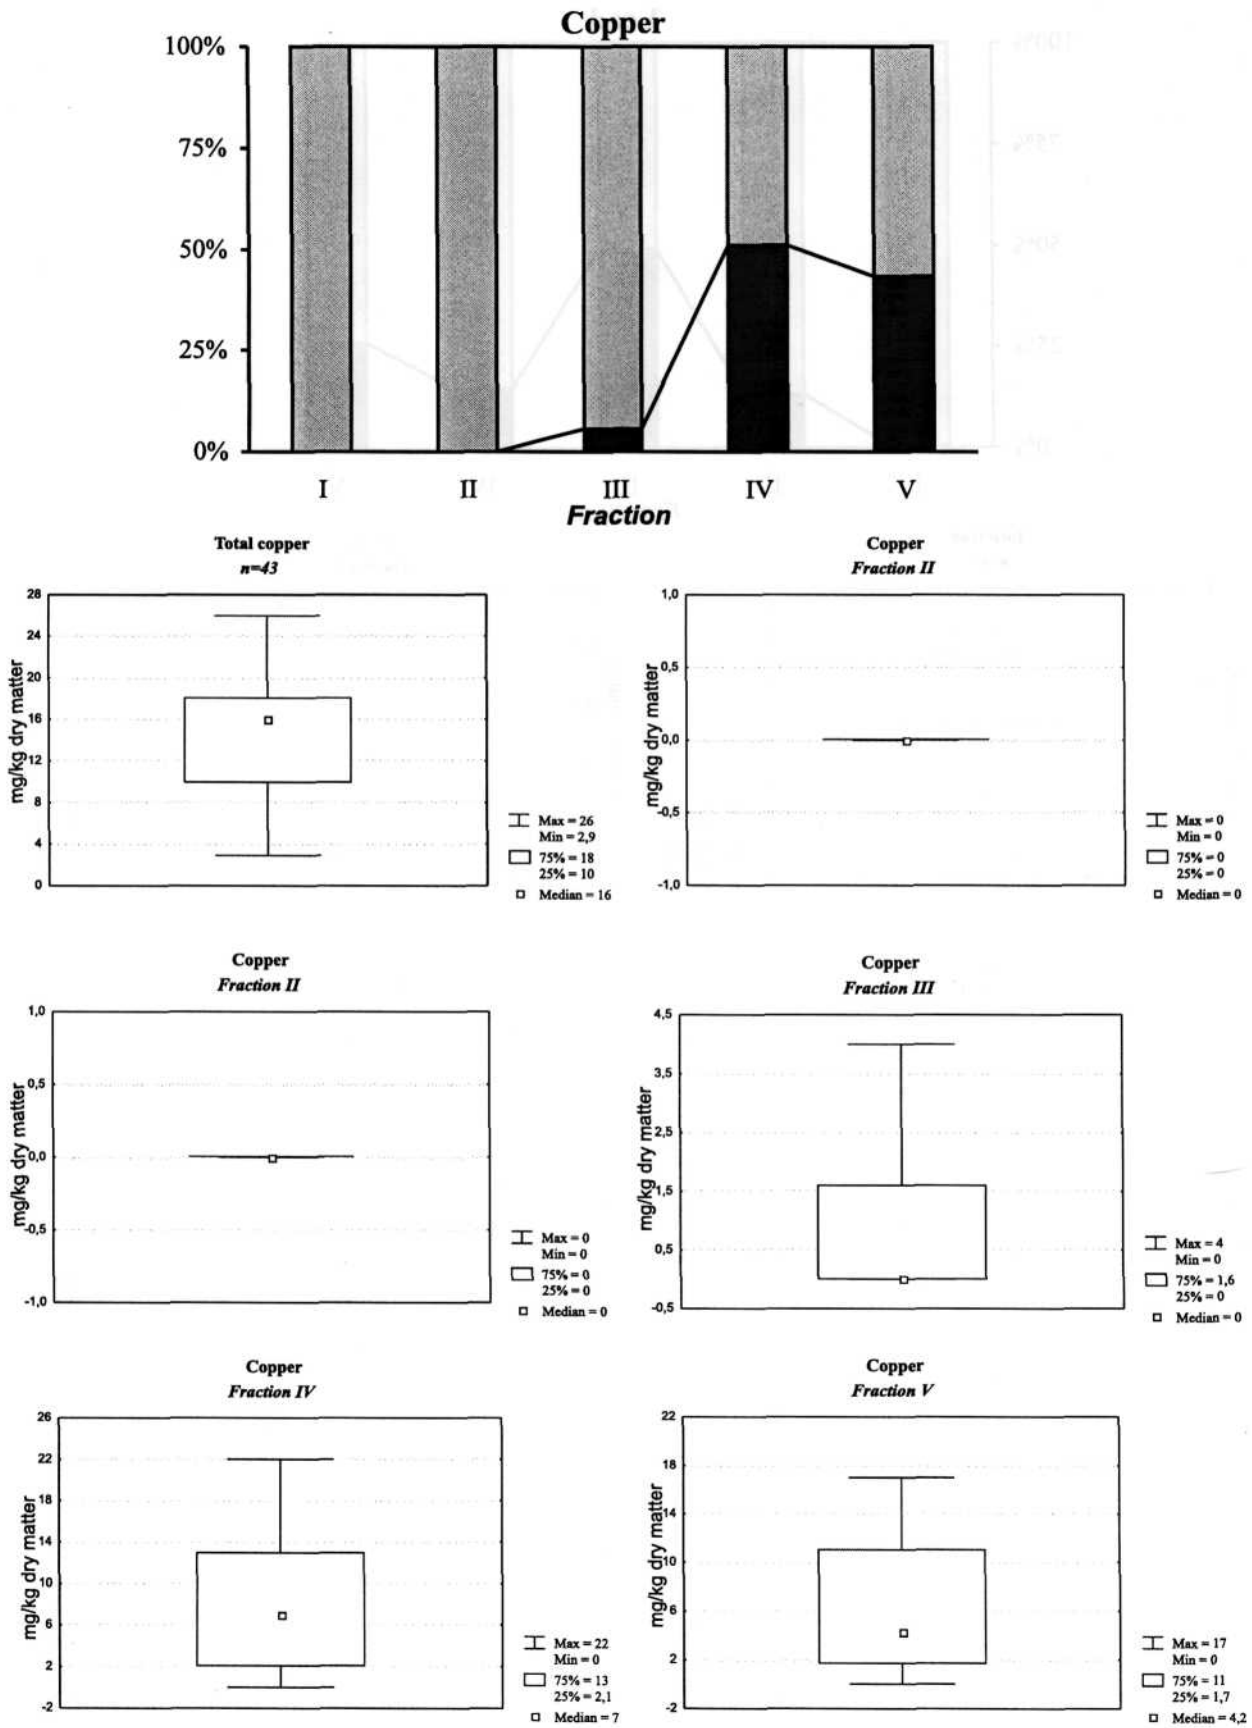 Copper
100%
75%
50%
25%
0%
I II III IV V
Fraction
Total copper
n=43
mg/kg dry matter
28
24
20
16
12
8
4
0
Max = 26
Min = 2,9
75% = 18
25% = 10
Median = 16
Copper
Fraction II
mg/kg dry matter
1,0
0,5
0,0
-0,5
-1,0
Max = 0
Min = 0
75% = 0
25% = 0
Median = 0
Copper
Fraction II
mg/kg dry matter
1,0
0,5
0,0
-0,5
-1,0
Max = 0
Min = 0
75% = 0
25% = 0
Median = 0
Copper
Fraction III
mg/kg dry matter
4,5
3,5
2,5
1,5
0,5
-0,5
Max = 4
Min = 0
75% = 1,6
25% = 0
Median = 0
Copper
Fraction IV
mg/kg dry matter
26
22
18
14
10
6
2
-2
Max = 22
Min = 0
75% = 13
25% = 2,1
Median = 7
Copper
Fraction V
mg/kg dry matter
22
18
14
10
6
2
-2
Max = 17
Min = 0
75% = 11
25% = 1,7
Median = 4,2